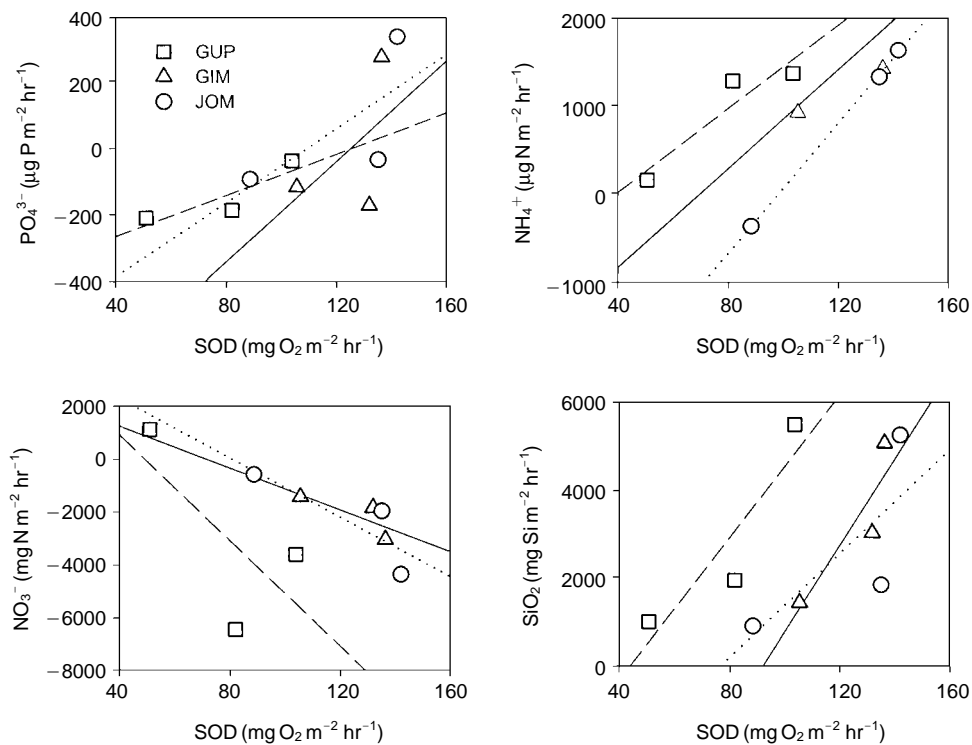 400
200
0
−200
−400
PO₄³⁻ (μg P m⁻² hr⁻¹)
GUP
GIM
JOM
40 80 120 160
SOD (mg O₂ m⁻² hr⁻¹)
2000
1000
0
−1000
NH₄⁺ (μg N m⁻² hr⁻¹)
40 80 120 160
SOD (mg O₂ m⁻² hr⁻¹)
2000
0
−2000
−4000
−6000
−8000
NO₃⁻ (mg N m⁻² hr⁻¹)
40 80 120 160
SOD (mg O₂ m⁻² hr⁻¹)
6000
4000
2000
0
SiO₂ (mg Si m⁻² hr⁻¹)
40 80 120 160
SOD (mg O₂ m⁻² hr⁻¹)